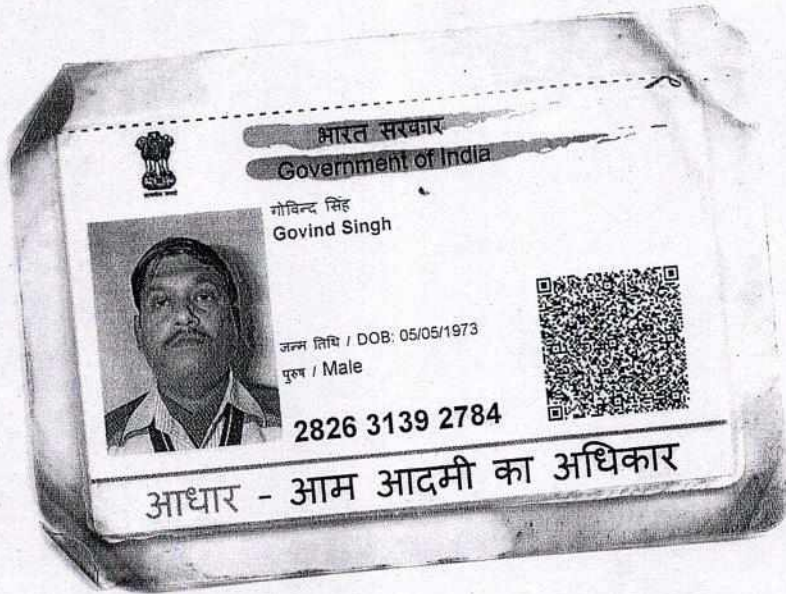 भारत सरकार
Government of India
गोविन्द सिंह
Govind Singh
जन्म तिथि / DOB: 05/05/1973
पुरुष / Male
2826 3139 2784
आधार - आम आदमी का अधिकार